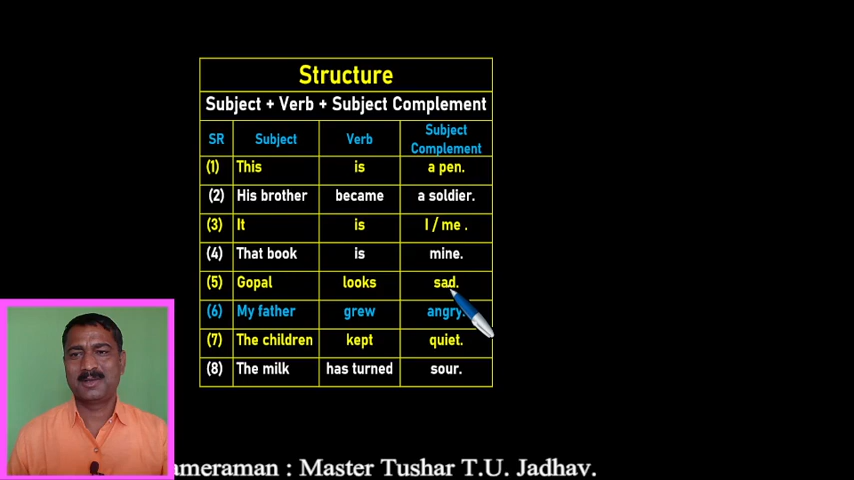 Structure
Subject + Verb + Subject Complement
SR Subject Verb Subject Complement
(1) This is a pen.
(2) His brother became a soldier.
(3) It is I / me .
(4) That book is mine.
(5) Gopal looks sad.
(6) My father grew angry.
(7) The children kept quiet.
(8) The milk has turned sour.
ameraman : Master Tushar T.U. Jadhav.